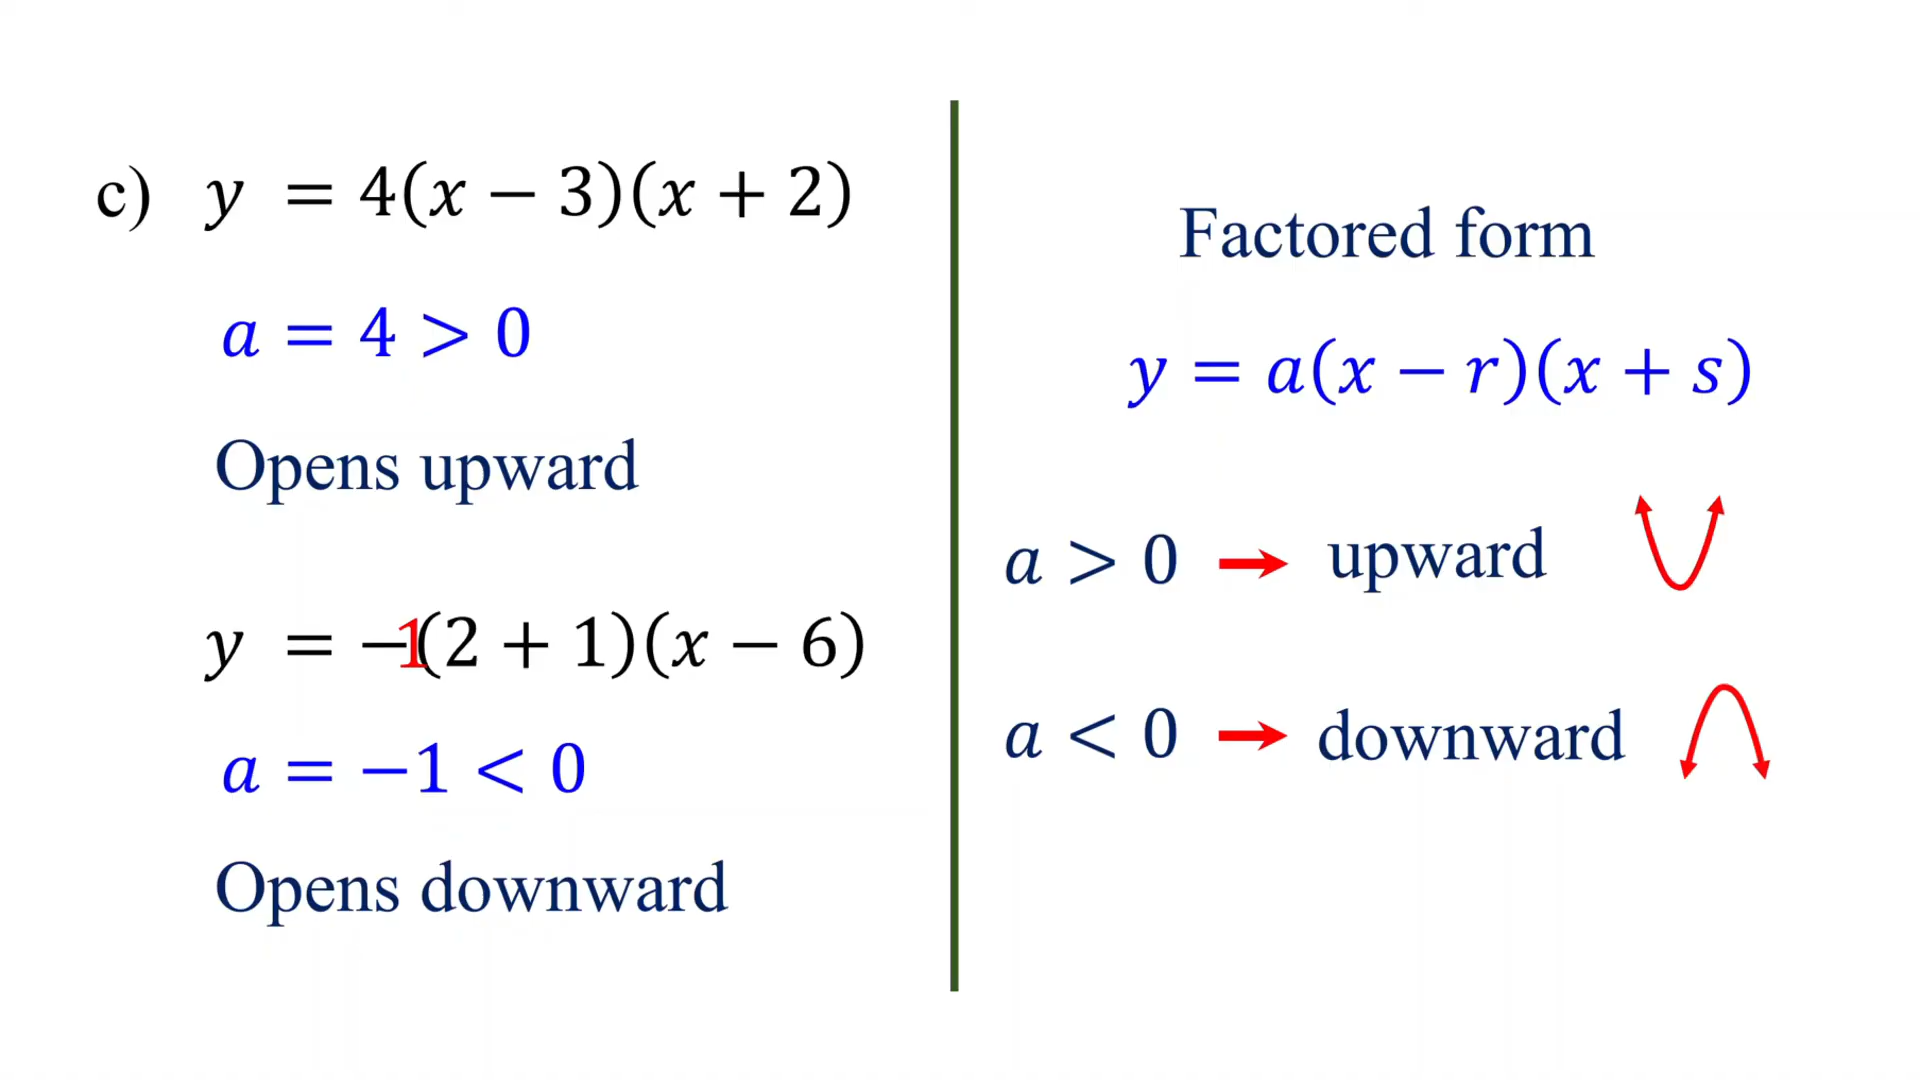 c) y = 4(x − 3)(x + 2)
a = 4 > 0
Opens upward
y = −1(2 + 1)(x − 6)
a = −1 < 0
Opens downward
Factored form
y = a(x − r)(x + s)
a > 0 → upward
a < 0 → downward